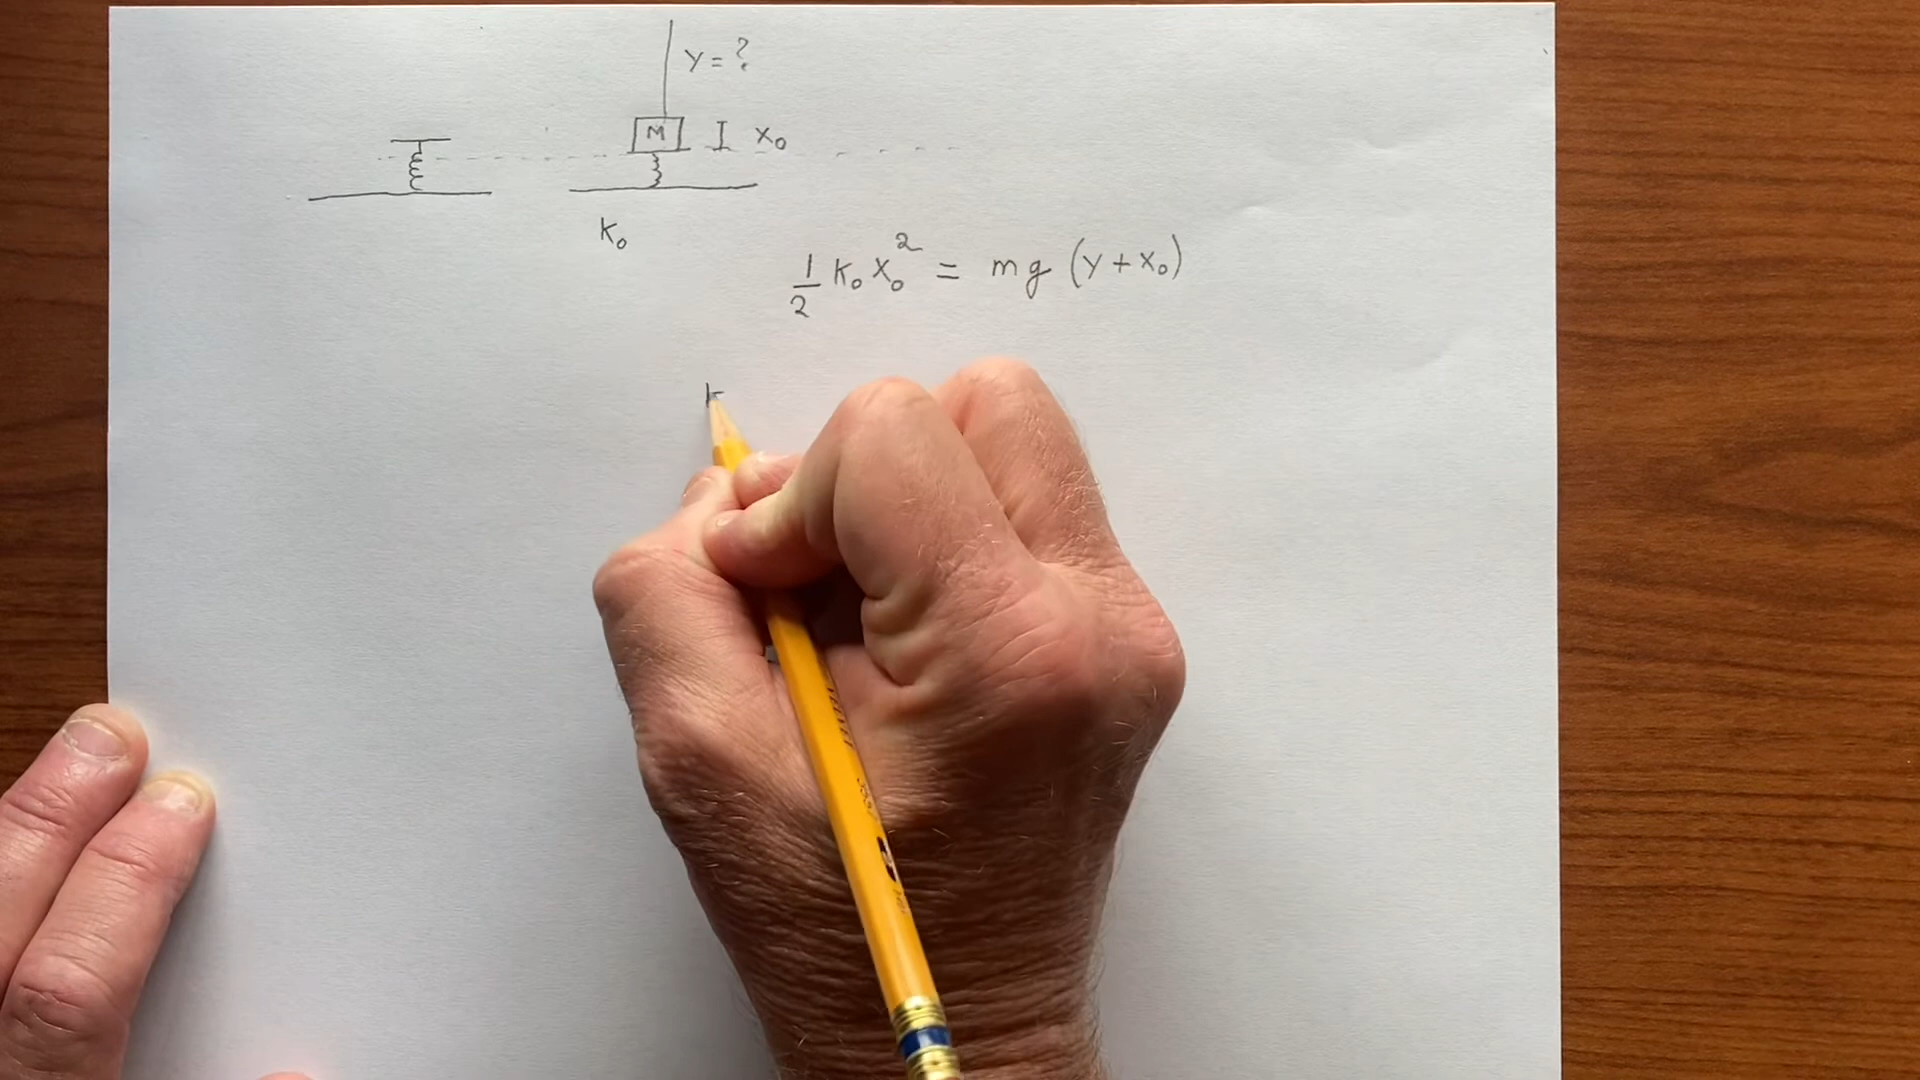 Y = ?
M I x₀
k₀
1/2 k₀ x₀² = mg (y + x₀)